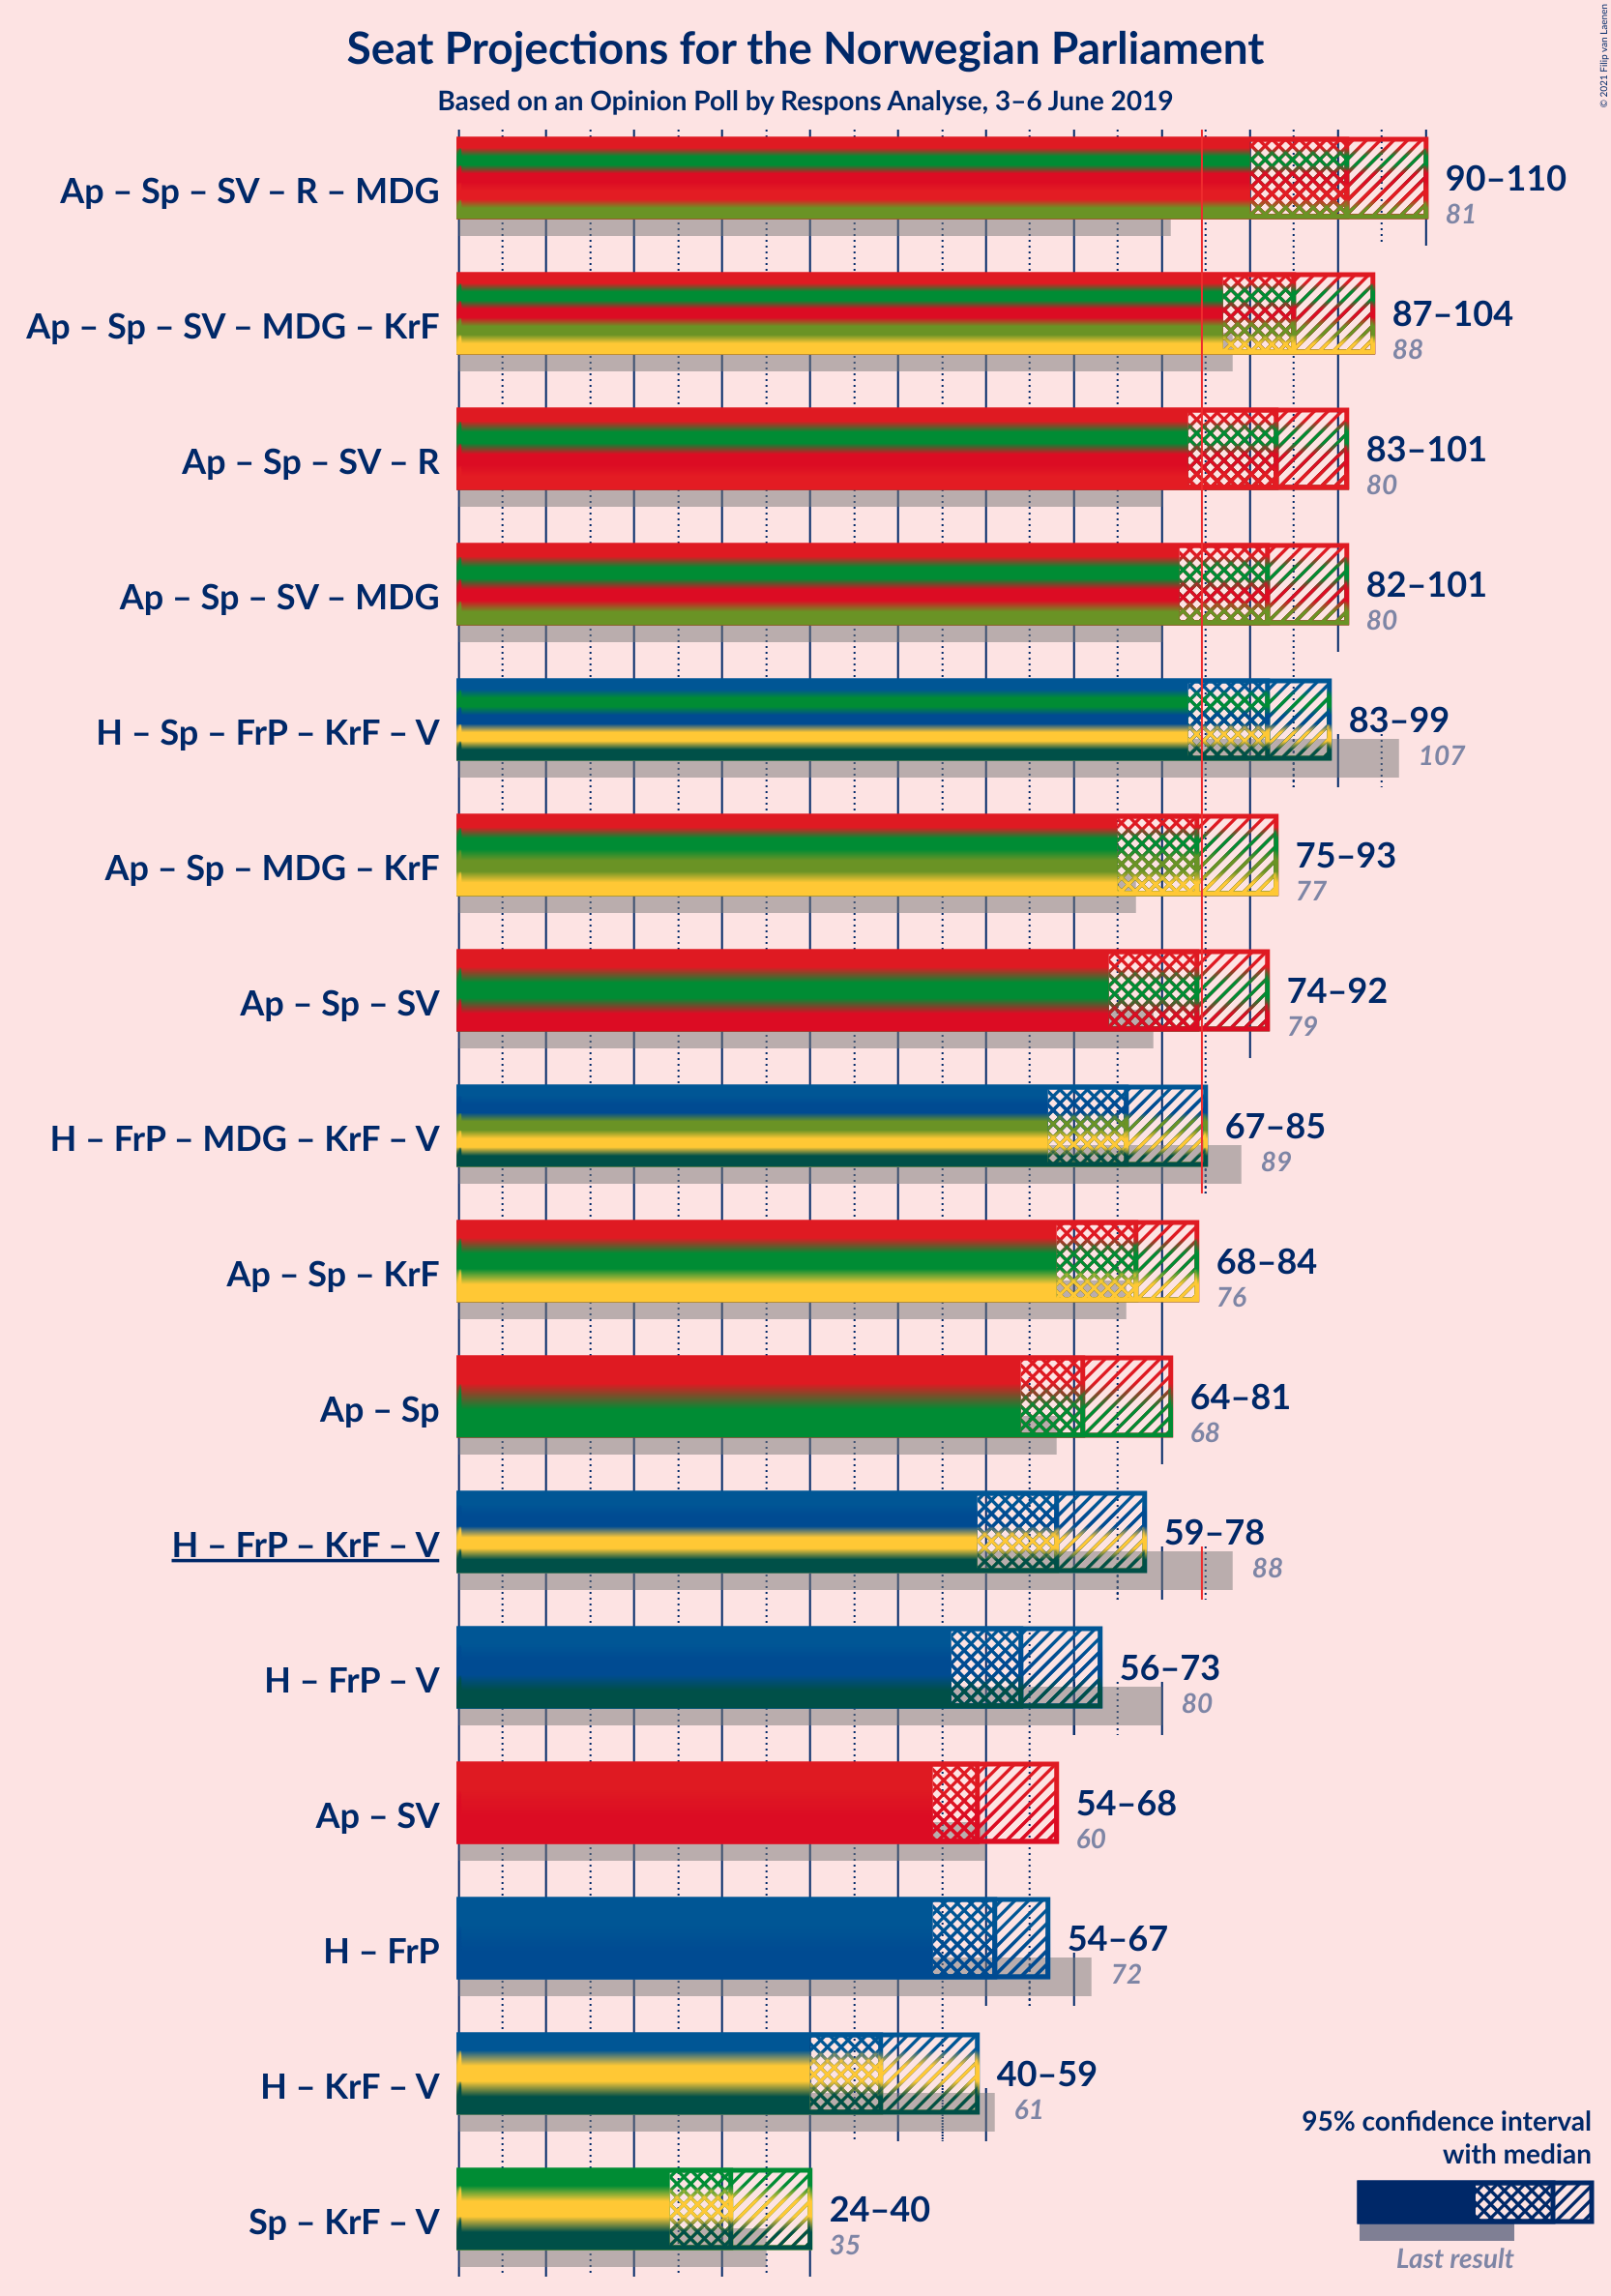 Seat Projections for the Norwegian Parliament
Based on an Opinion Poll by Respons Analyse, 3–6 June 2019
© 2021 Filip van Laenen
Ap – Sp – SV – R – MDG
90–110
81
Ap – Sp – SV – MDG – KrF
87–104
88
Ap – Sp – SV – R
83–101
80
Ap – Sp – SV – MDG
82–101
80
H – Sp – FrP – KrF – V
83–99
107
Ap – Sp – MDG – KrF
75–93
77
Ap – Sp – SV
74–92
79
H – FrP – MDG – KrF – V
67–85
89
Ap – Sp – KrF
68–84
76
Ap – Sp
64–81
68
H – FrP – KrF – V
59–78
88
H – FrP – V
56–73
80
Ap – SV
54–68
60
H – FrP
54–67
72
H – KrF – V
40–59
61
Sp – KrF – V
24–40
35
95% confidence interval
with median
Last result